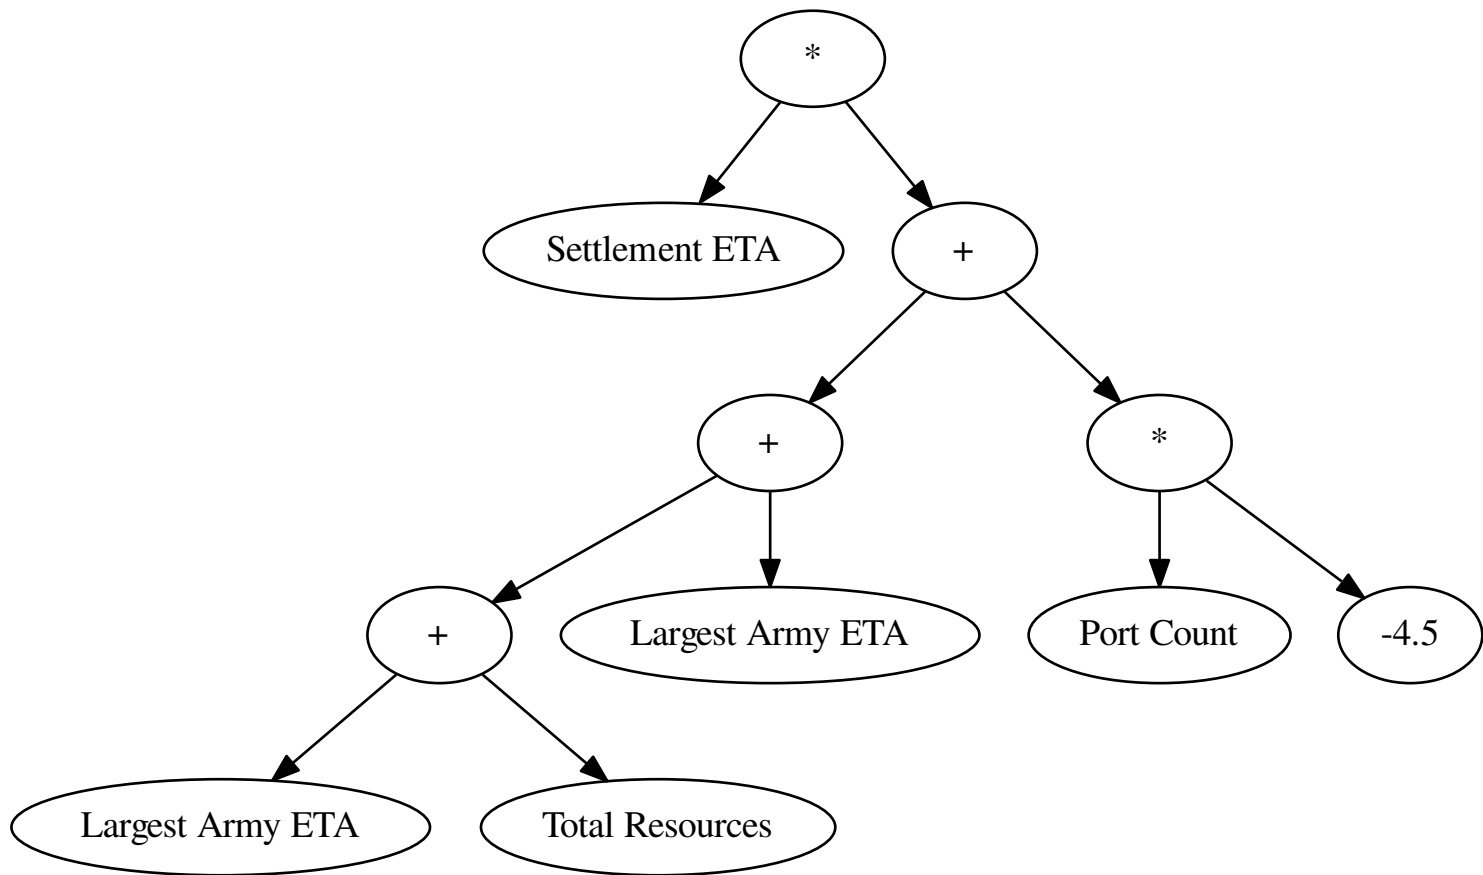 *
Settlement ETA
+
+
*
+
Largest Army ETA
Port Count
-4.5
Largest Army ETA
Total Resources